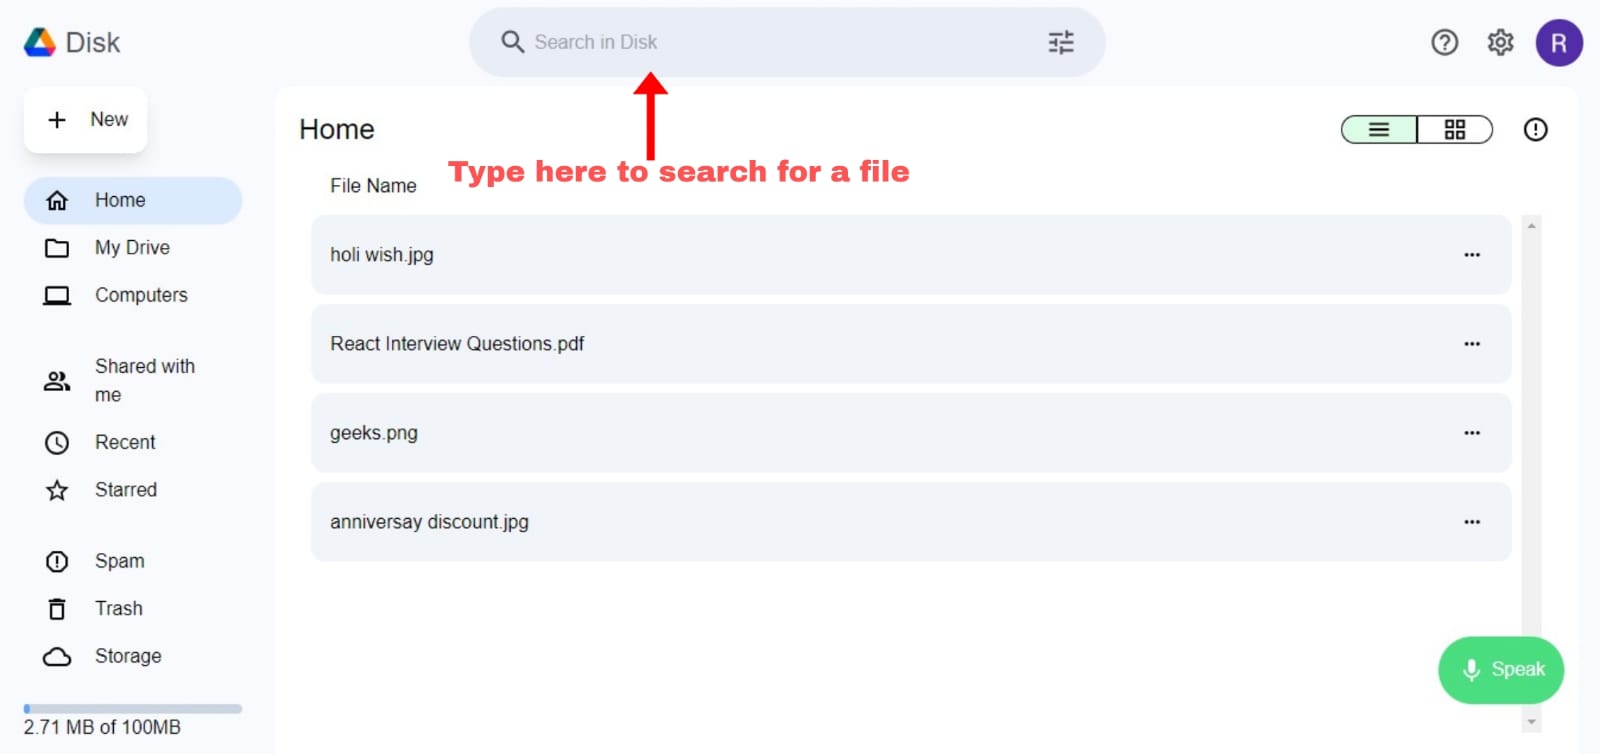 Disk
Search in Disk
R
New
Home
Type here to search for a file
File Name
Home
My Drive
Computers
Shared with
me
Recent
Starred
Spam
Trash
Storage
2.71 MB of 100MB
holi wish.jpg
React Interview Questions.pdf
geeks.png
anniversay discount.jpg
Speak